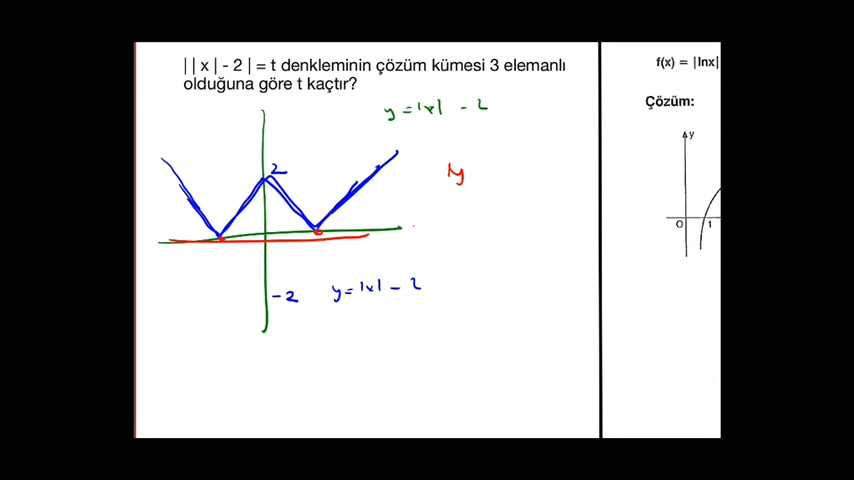 | | x | - 2 | = t denkleminin çözüm kümesi 3 elemanlı
olduğuna göre t kaçtır?
y = |x| - 2
2
y
-2
y = |x| - 2
f(x) = |lnx|
Çözüm:
y
O
1